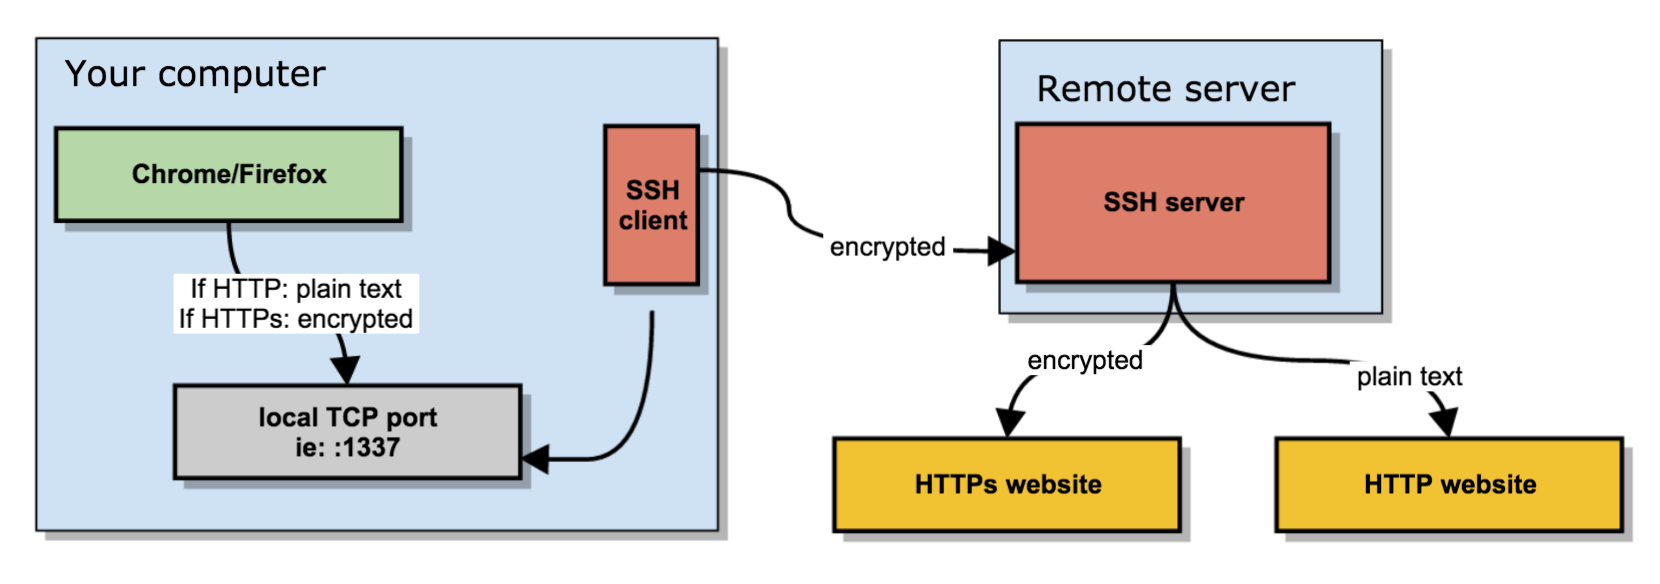 Your computer
Chrome/Firefox
If HTTP: plain text
If HTTPs: encrypted
local TCP port
ie: :1337
SSH
client
encrypted
Remote server
SSH server
encrypted
plain text
HTTPs website
HTTP website